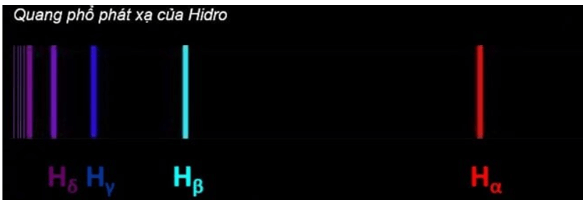 Quang phổ phát xạ của Hidro
Hδ Hγ Hβ Hα